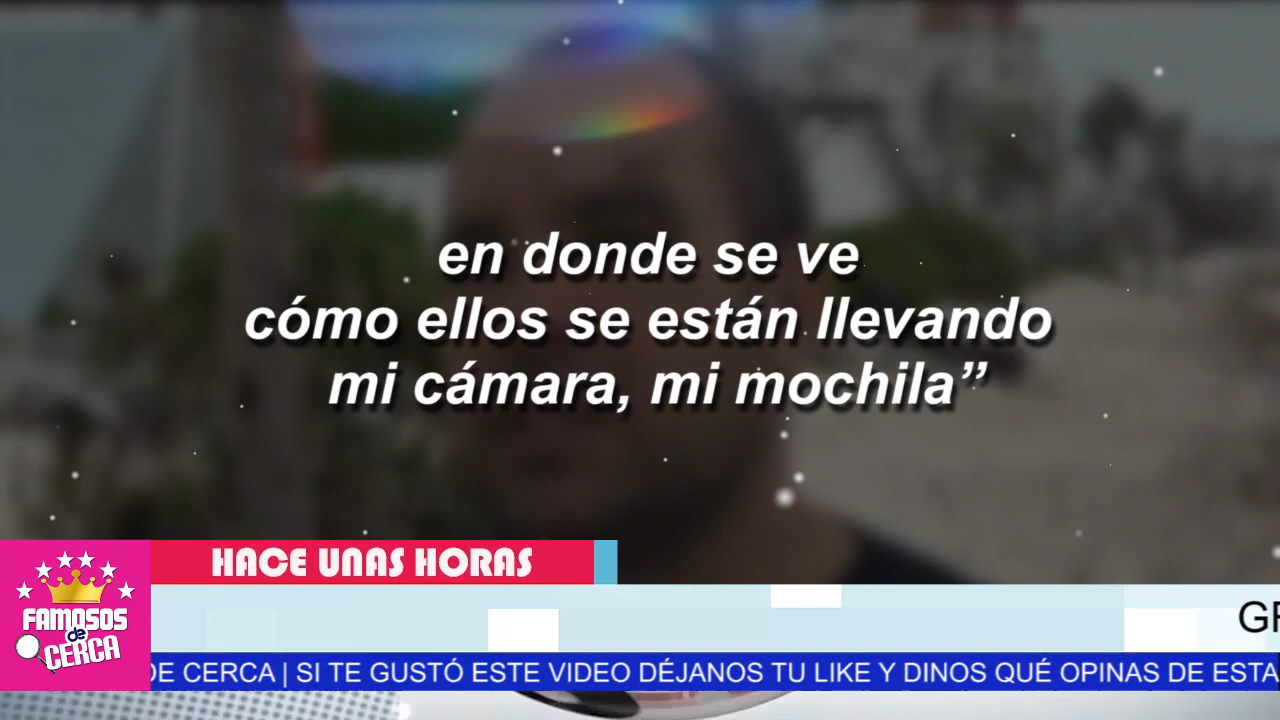 en donde se ve
cómo ellos se están llevando
mi cámara, mi mochila”
HACE UNAS HORAS
FAMOSOS
de
CERCA
DE CERCA | SI TE GUSTÓ ESTE VIDEO DÉJANOS TU LIKE Y DINOS QUÉ OPINAS DE ESTA